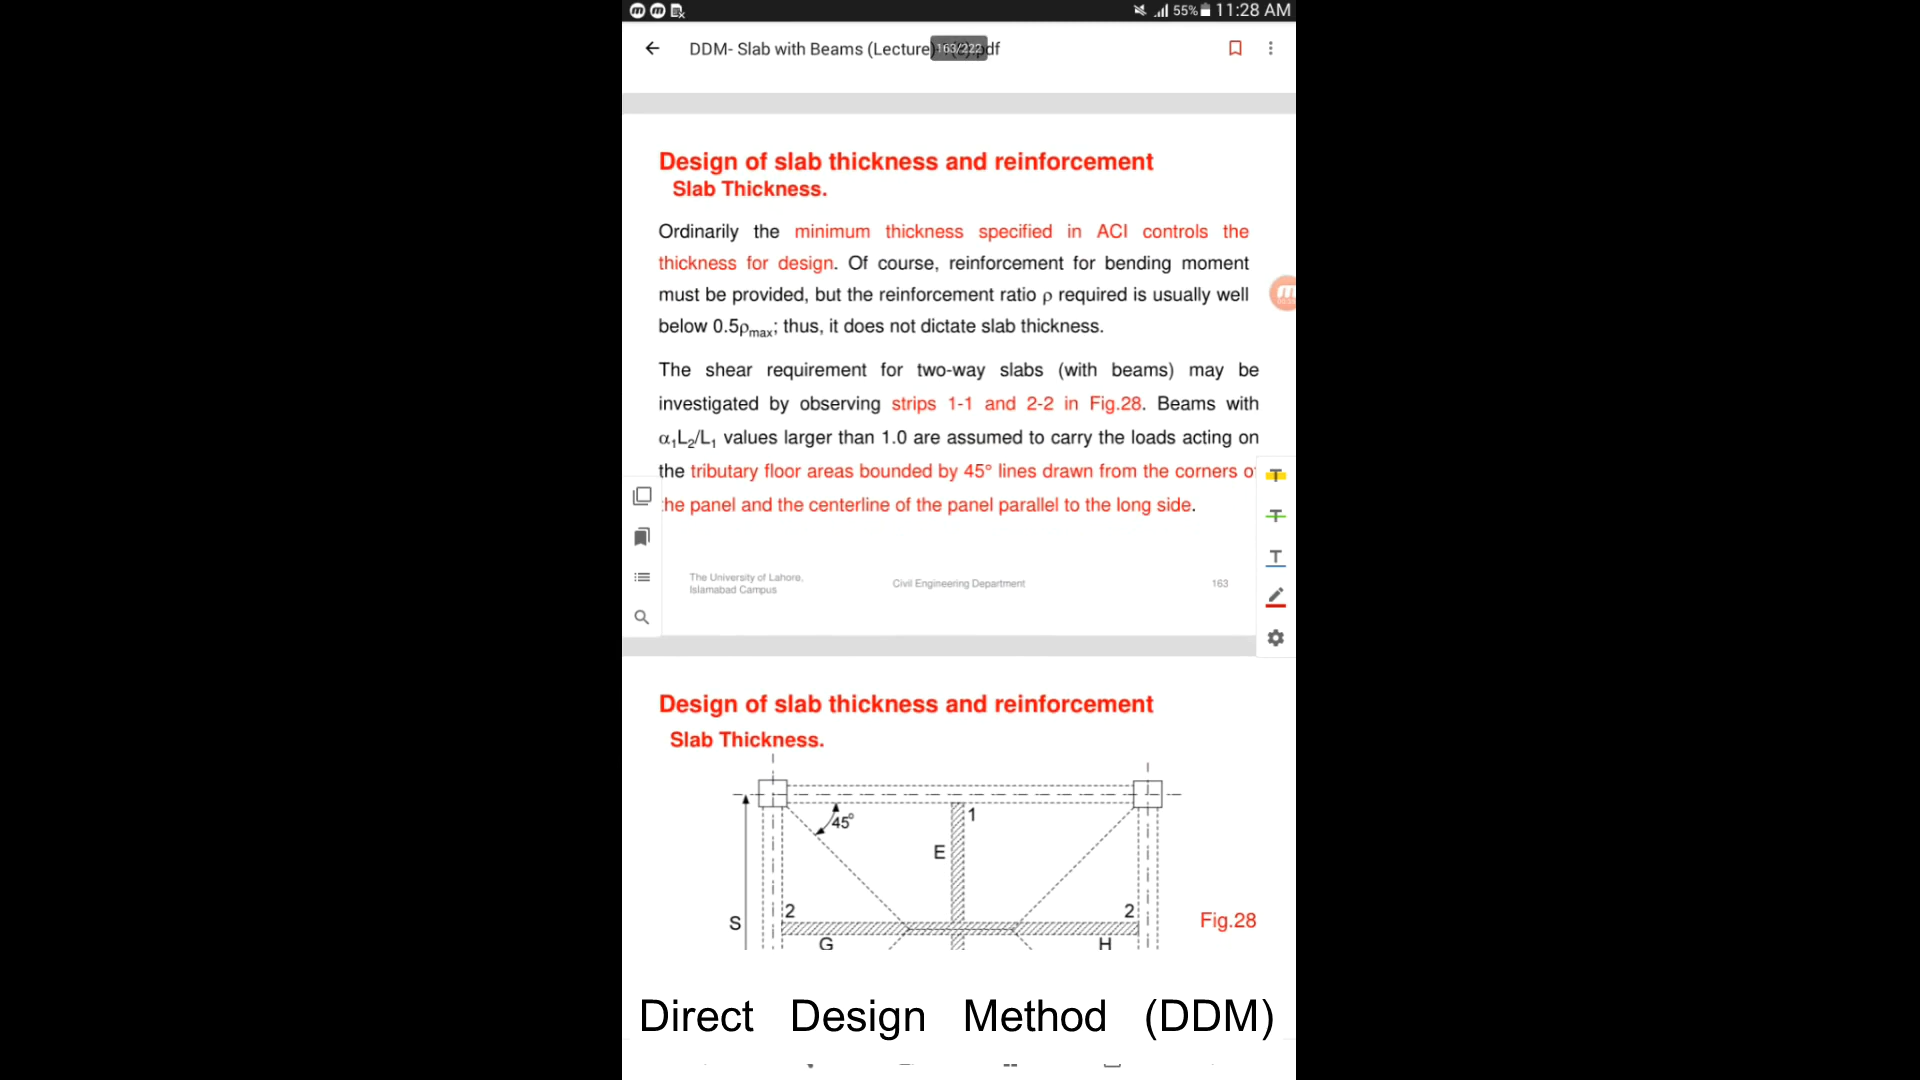 55% 11:28 AM
DDM- Slab with Beams (Lecture) pdf
163/222
Design of slab thickness and reinforcement
Slab Thickness.
Ordinarily the minimum thickness specified in ACI controls the
thickness for design. Of course, reinforcement for bending moment
must be provided, but the reinforcement ratio ρ required is usually well
below 0.5ρmax; thus, it does not dictate slab thickness.
The shear requirement for two-way slabs (with beams) may be
investigated by observing strips 1-1 and 2-2 in Fig.28. Beams with
α1L2/L1 values larger than 1.0 are assumed to carry the loads acting on
the tributary floor areas bounded by 45° lines drawn from the corners o
the panel and the centerline of the panel parallel to the long side.
The University of Lahore,
Islamabad Campus
Civil Engineering Department
163
Design of slab thickness and reinforcement
Slab Thickness.
45°
1
E
2
2
S
Fig.28
G
H
Direct Design Method (DDM)